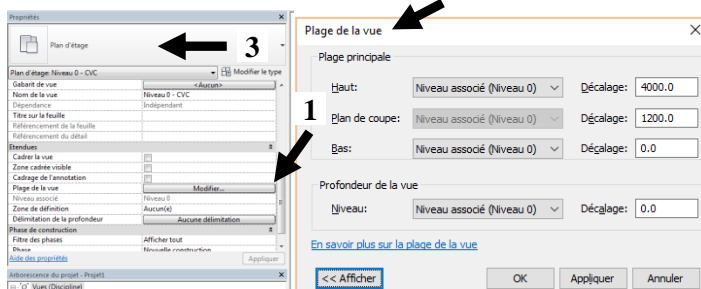 Propriétés
Plan d'étage
3
Plan d'étage: Niveau 0 - CVC
Modifier le type
Gabarit de vue <Aucun>
Nom de la vue Niveau 0 - CVC
Dépendance Indépendant
Titre sur la feuille
Référencement de la feuille
Référencement du détail
Etendues
Cadrer la vue
Zone cadrée visible
Cadrage de l'annotation
Plage de la vue Modifier...
Niveau associé Niveau 0
Zone de définition Aucun(e)
Délimitation de la profondeur Aucune délimitation
Phase de construction
Filtre des phases Afficher tout
Phase Nouvelle construction
Aide des propriétés Appliquer
Arborescence du projet - Projet1
Vues (Discipline)
1
Plage de la vue
Plage principale
Haut: Niveau associé (Niveau 0) Décalage: 4000.0
Plan de coupe: Niveau associé (Niveau 0) Décalage: 1200.0
Bas: Niveau associé (Niveau 0) Décalage: 0.0
Profondeur de la vue
Niveau: Niveau associé (Niveau 0) Décalage: 0.0
En savoir plus sur la plage de la vue
<< Afficher OK Appliquer Annuler